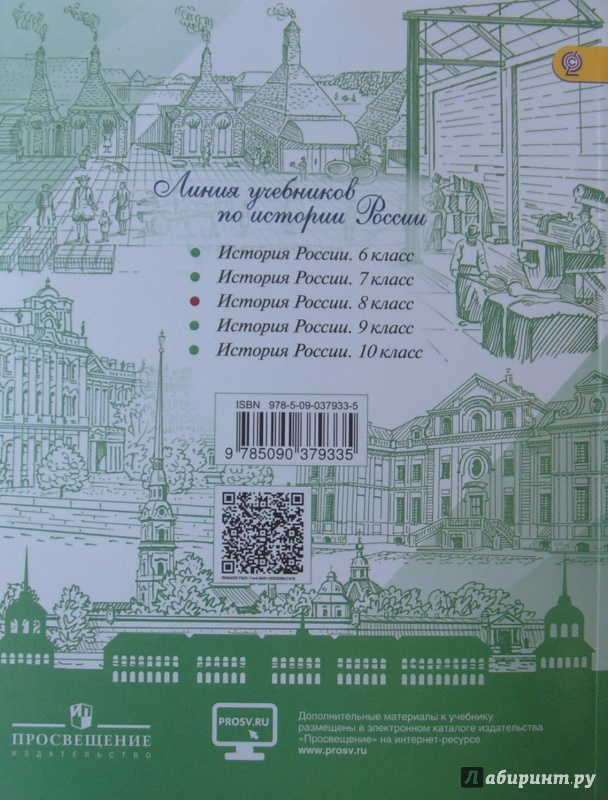 Линия учебников
по истории России
История России. 6 класс
История России. 7 класс
История России. 8 класс
История России. 9 класс
История России. 10 класс
ISBN 978-5-09-037933-5
9 785090 379335
ПРОСВЕЩЕНИЕ
ИЗДАТЕЛЬСТВО
PROSV.RU
Дополнительные материалы к учебнику
размещены в электронном каталоге издательства
«Просвещение» на интернет-ресурсе
www.prosv.ru
Лабиринт.ру